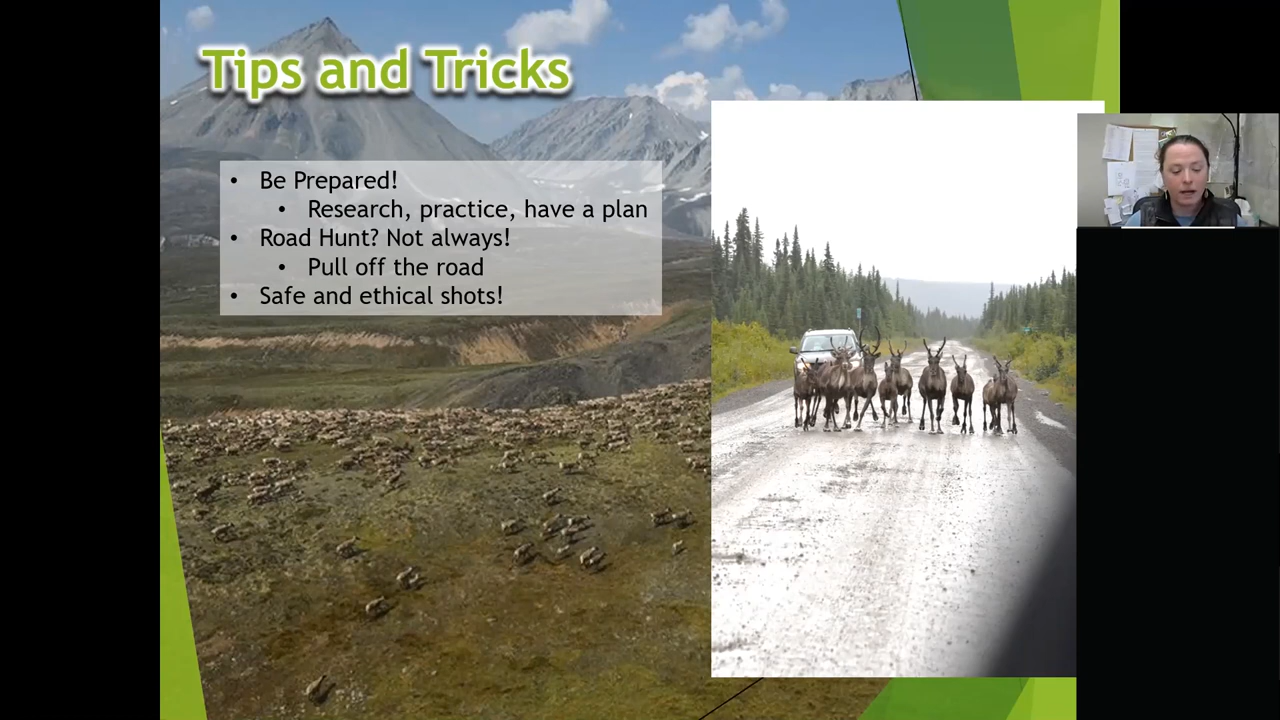 Tips and Tricks
• Be Prepared!
• Research, practice, have a plan
• Road Hunt? Not always!
• Pull off the road
• Safe and ethical shots!